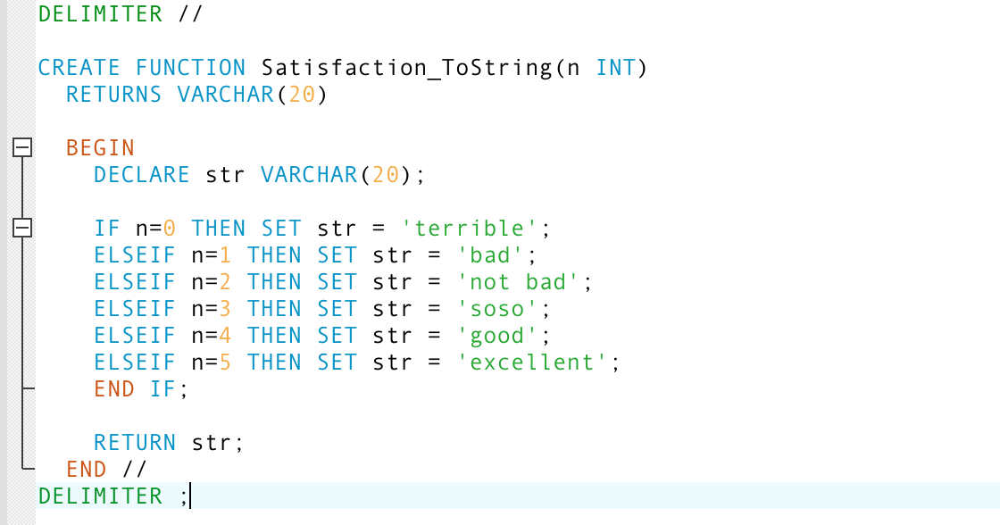 DELIMITER //
CREATE FUNCTION Satisfaction_ToString(n INT)
RETURNS VARCHAR(20)
BEGIN
DECLARE str VARCHAR(20);
IF n=0 THEN SET str = 'terrible';
ELSEIF n=1 THEN SET str = 'bad';
ELSEIF n=2 THEN SET str = 'not bad';
ELSEIF n=3 THEN SET str = 'soso';
ELSEIF n=4 THEN SET str = 'good';
ELSEIF n=5 THEN SET str = 'excellent';
END IF;
RETURN str;
END //
DELIMITER ;